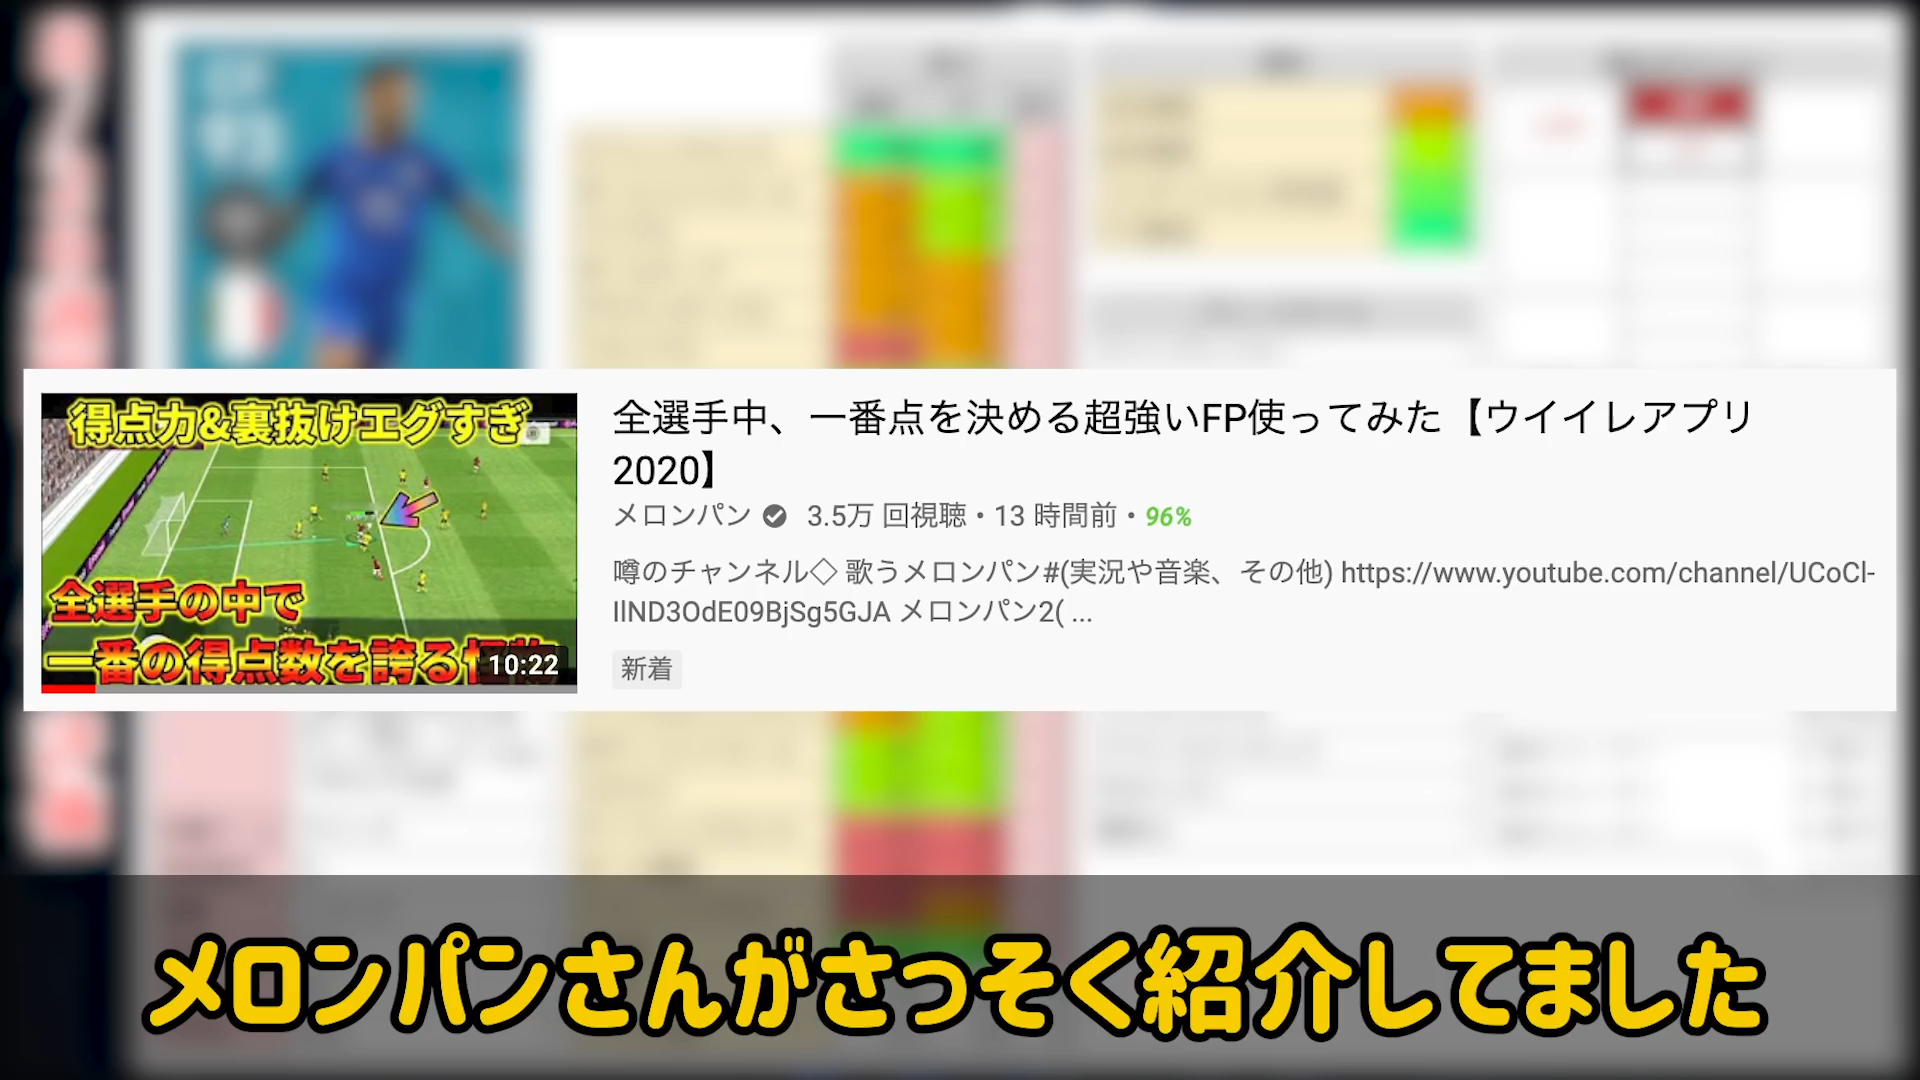 得点力&裏抜けエグすぎ
全選手の中で
一番の得点数を誇る
10:22
全選手中、一番点を決める超強いFP使ってみた【ウイイレアプリ
2020】
メロンパン 3.5万 回視聴・13 時間前・96%
噂のチャンネル◇ 歌うメロンパン#(実況や音楽、その他) https://www.youtube.com/channel/UCoCl-
IlND3OdE09BjSg5GJA メロンパン2( ...
新着
メロンパンさんがさっそく紹介してました